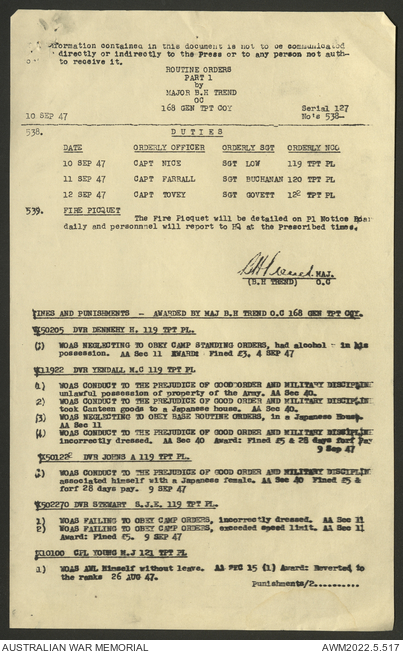 information contained in this document is not to be communicated
directly or indirectly to the Press or to any person not auth-
to receive it.
ROUTINE ORDERS
PART 1
by
MAJOR B.H TREND
OC
168 GEN TPT COY
Serial 127
10 SEP 47
No's 538-
538.
DUTIES
DATE ORDERLY OFFICER ORDERLY SGT ORDERLY NCO
10 SEP 47 CAPT NICE SGT LOW 119 TPT PL
11 SEP 47 CAPT FARRALL SGT BUCHANAN 120 TPT PL
12 SEP 47 CAPT TOVEY SGT GOVETT TPT PL
539. FIRE PICQUET
The Fire Picquet will be detailed on Pl Notice Boar
daily and personnel will report to HQ at the Prescribed times.
MAJ.
(B.H TREND) O.C
IMES AND PUNISHMENTS - AWARDED BY MAJ B.H TREND O.C 168 GEN TPT COY.
DVR DENNEHY H. 119 TPT PL.
WOAS NEGLECTING TO OBEY CAMP STANDING ORDERS, had alcohol - in his
possession. AA Sec 11 AWARD: Fined £3, 4 SEP 47
DVR YENDALL M.C 119 TPT PL
1) WOAS CONDUCT TO THE PREJUDICE OF GOOD ORDER AND MILITARY DISCIPLINE
unlawful possession of property of the Army. AA Sec 40.
2) WOAS CONDUCT TO THE PREJUDICE OF GOOD ORDER AND MILITARY DISCIPLINE
took Canteen goods to a Japanese house. AA Sec 40.
(3) WOAS NEGLECTING TO OBEY BASE ROUTINE ORDERS, in a Japanese House.
AA Sec 11
(4) WOAS CONDUCT TO THE PREJUDICE OF GOOD ORDER AND MILITARY DISCIPLINE
incorrectly dressed. AA Sec 40 Award: Fined £5 & 28 days forf pay
9 Sep 47
DVR JOHNS A 119 TPT PL.
WOAS CONDUCT TO THE PREJUDICE OF GOOD ORDER AND MILITARY DISCIPLINE
associated himself with a Japanese female. AA Sec 40 Fined £5 &
forf 28 days pay. 9 SEP 47
DVR STEWART S.J.E. 119 TPT PL.
1) WOAS FAILING TO OBEY CAMP ORDERS, incorrectly dressed. AA Sec 11
2) WOAS FAILING TO OBEY CAMP ORDERS, exceeded speed limit. AA Sec 11
Award: Fined £5. 9 SEP 47
CPL YOUNG M.J 121 TPT PL
1) WOAS AWL Himself without leave. AA SEC 15 (1) Award: Reverted to
the ranks 26 AUG 47.
Punishments/2..........
AUSTRALIAN WAR MEMORIAL
AWM2022.5.517